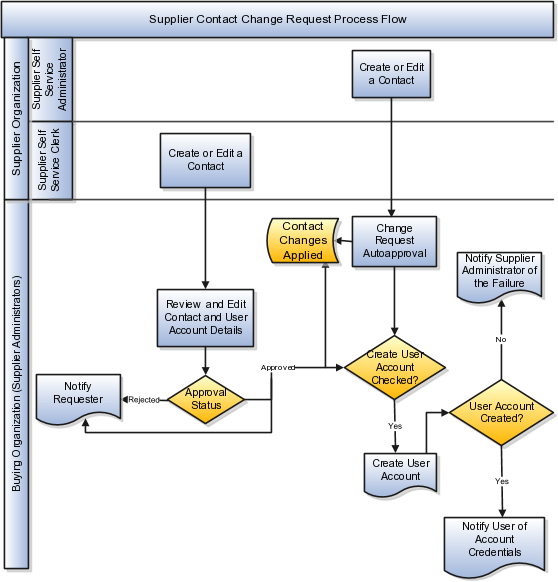 Supplier Contact Change Request Process Flow
Supplier Organization
Supplier Self
Service
Administrator
Create or Edit
a Contact
Supplier Self
Service Clerk
Create or Edit a
Contact
Buying Organization (Supplier Administrators)
Contact
Changes
Applied
Change
Request
Autoapproval
Notify Supplier
Administrator of
the Failure
Review and Edit
Contact and User
Account Details
Create User
Account
Checked?
No
Approved
Notify
Requester
Rejected
Approval
Status
User Account
Created?
Yes
Create User
Account
Yes
Notify User of
Account
Credentials